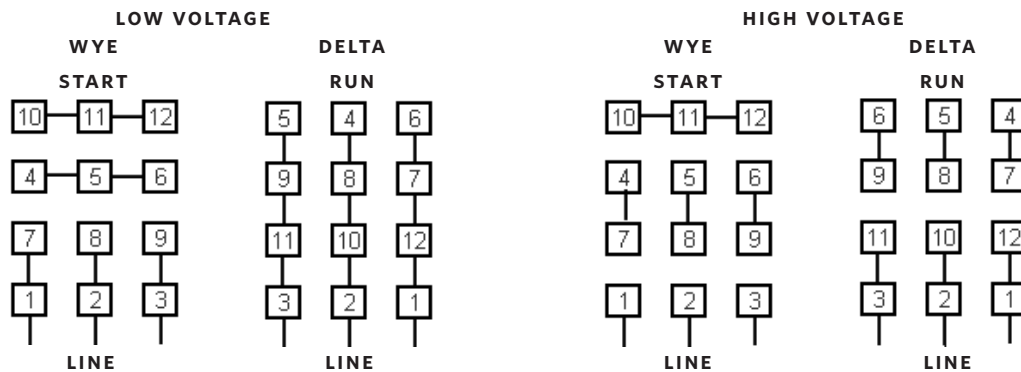 LOW VOLTAGE HIGH VOLTAGE
WYE DELTA WYE DELTA
START RUN START RUN
10 11 12 5 4 6 10 11 12 6 5 4
4 5 6 9 8 7 4 5 6 9 8 7
7 8 9 11 10 12 7 8 9 11 10 12
1 2 3 3 2 1 1 2 3 3 2 1
LINE LINE LINE LINE